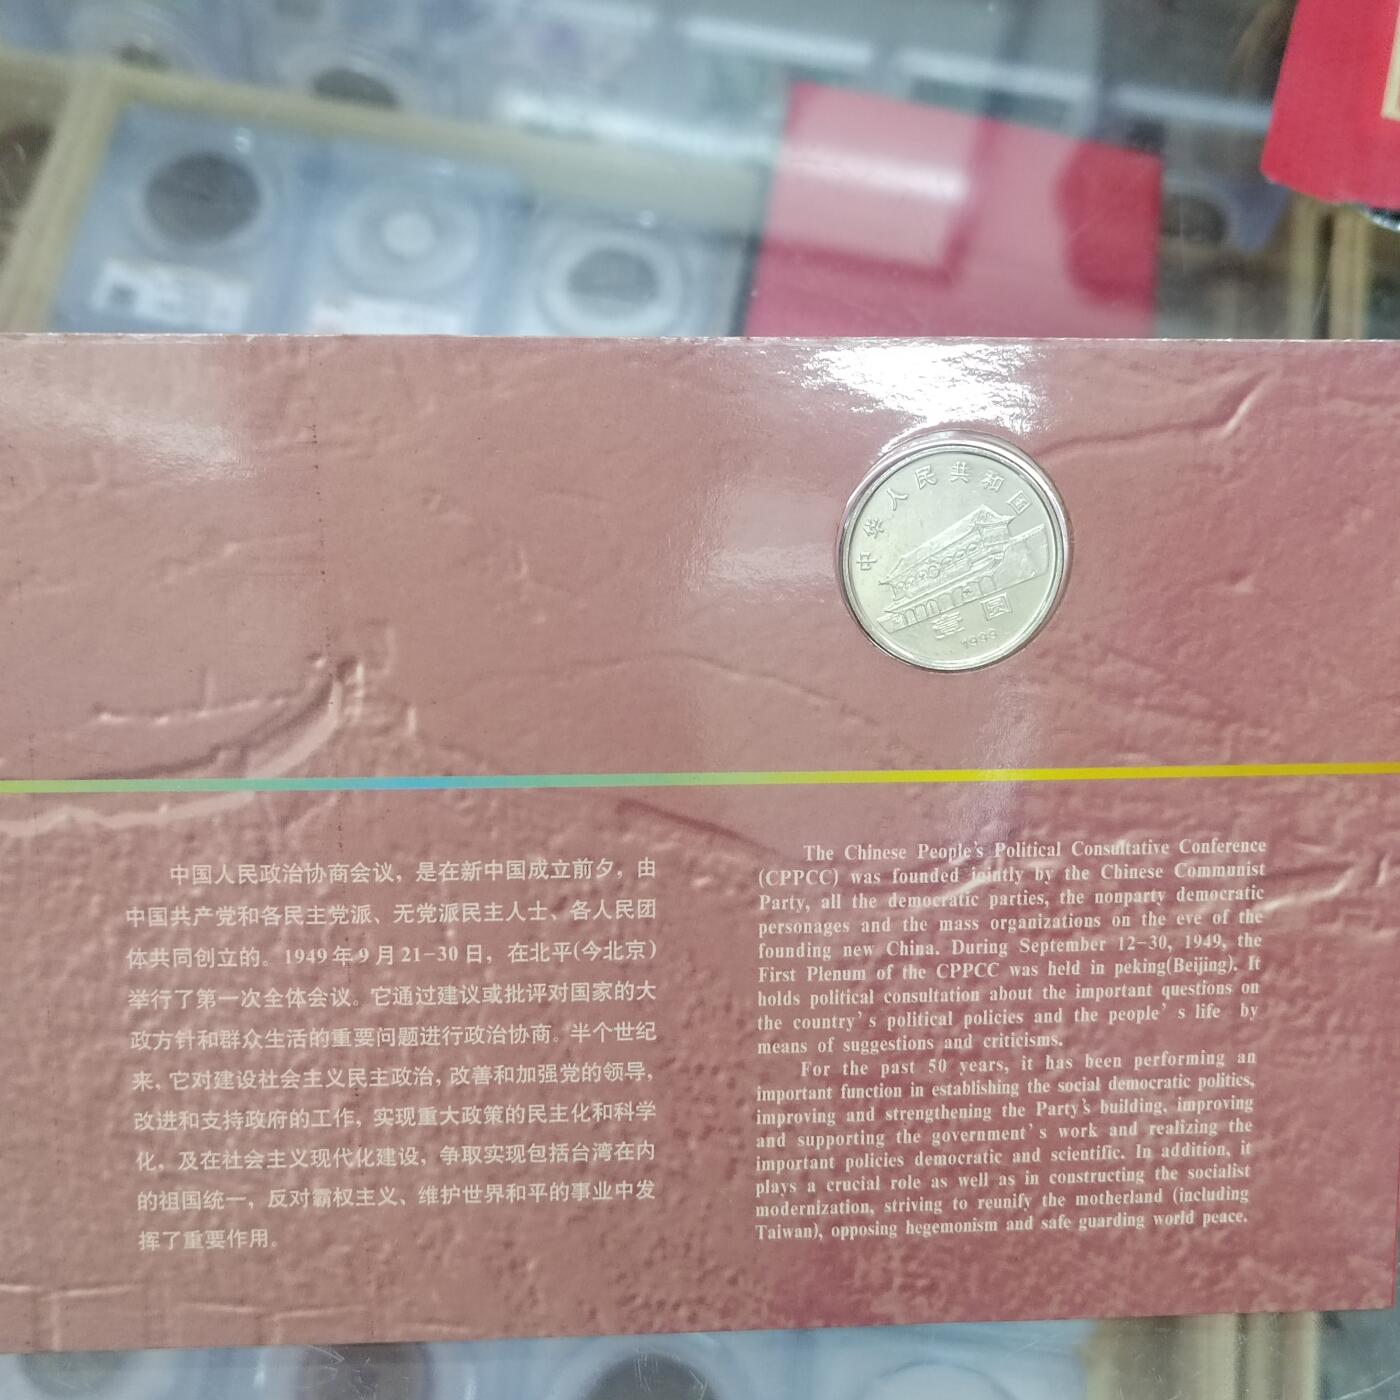 中华人民共和国
壹圆
1999
中国人民政治协商会议，是在新中国成立前夕，由
中国共产党和各民主党派、无党派民主人士、各人民团
体共同创立的。1949年9月21-30日，在北平(今北京)
举行了第一次全体会议。它通过建议或批评对国家的大
政方针和群众生活的重要问题进行政治协商。半个世纪
来，它对建设社会主义民主政治，改善和加强党的领导，
改进和支持政府的工作，实现重大政策的民主化和科学
化，及在社会主义现代化建设，争取实现包括台湾在内
的祖国统一，反对霸权主义、维护世界和平的事业中发
挥了重要作用。
The Chinese People's Political Consultative Conference
(CPPCC) was founded jointly by the Chinese Communist
Party, all the democratic parties, the nonparty democratic
personages and the mass organizations on the eve of the
founding new China. During September 12-30, 1949, the
First Plenum of the CPPCC was held in peking(Beijing). It
holds political consultation about the important questions on
the country's political policies and the people's life by
means of suggestions and criticisms.
For the past 50 years, it has been performing an
important function in establishing the social democratic politics,
improving and strengthening the Party's building, improving
and supporting the government's work and realizing the
important policies democratic and scientific. In addition, it
plays a crucial role as well as in constructing the socialist
modernization, striving to reunify the motherland (including
Taiwan), opposing hegemonism and safe guarding world peace.